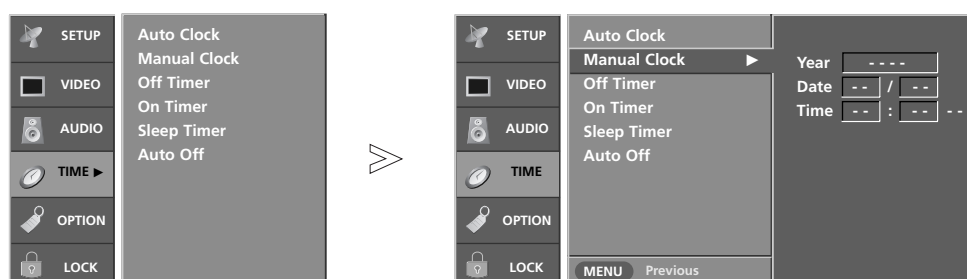 SETUP
VIDEO
AUDIO
TIME ►
OPTION
LOCK
Auto Clock
Manual Clock
Off Timer
On Timer
Sleep Timer
Auto Off
SETUP
VIDEO
AUDIO
TIME
OPTION
LOCK
Auto Clock
Manual Clock ►
Off Timer
On Timer
Sleep Timer
Auto Off
MENU Previous
Year - - - -
Date - - / - -
Time - - : - - - -